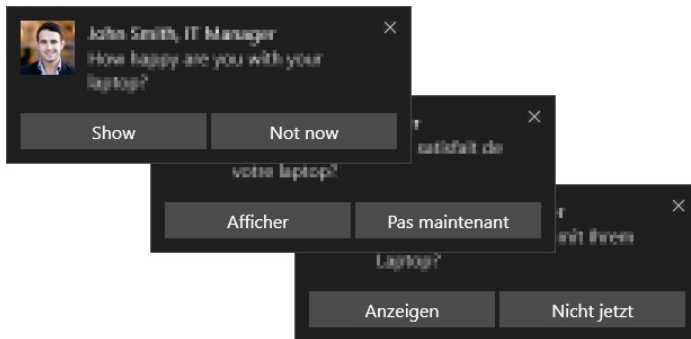 John Smith, IT Manager
How happy are you with your
laptop?
Show Not now
satisfait de
votre laptop?
Afficher Pas maintenant
mit Ihrem
Laptop?
Anzeigen Nicht jetzt